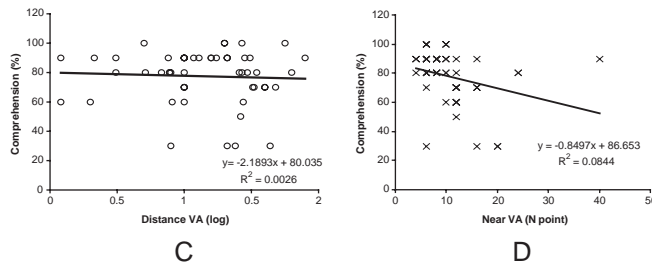 120
100
80
60
40
20
0
Comprehension (%)
y= -2.1893x + 80.035
R2 = 0.0026
0 0.5 1 0.5 2
Distance VA (log)
C
120
100
80
60
40
20
0
Comprehension (%)
y = -0.8497x + 86.653
R2 = 0.0844
0 10 20 30 40 50
Near VA (N point)
D